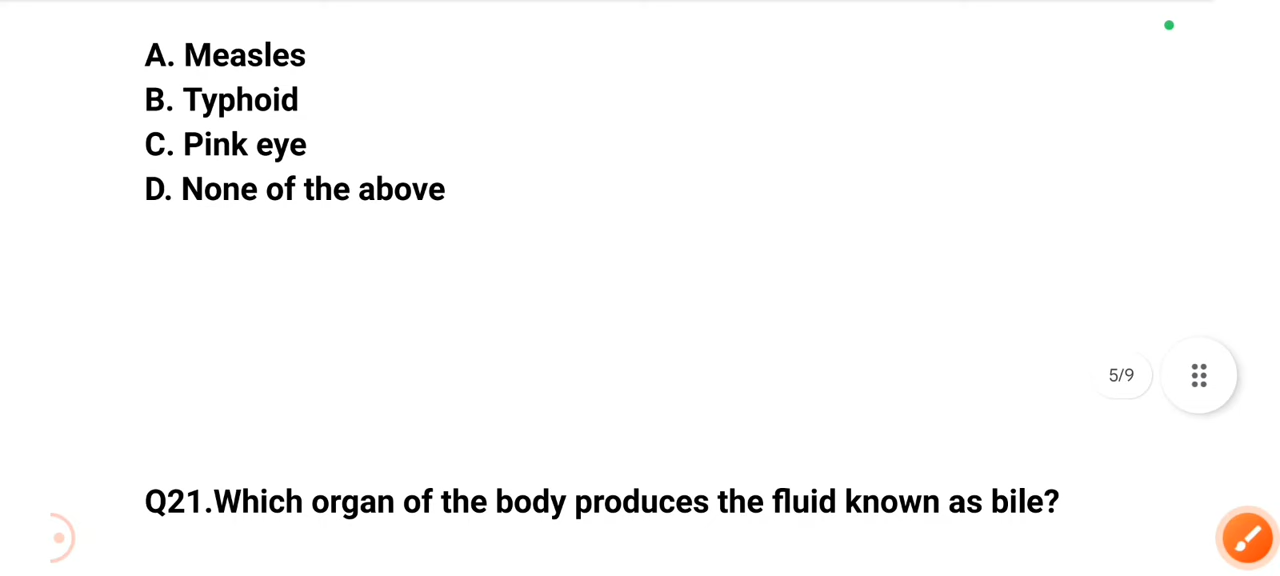 A. Measles
B. Typhoid
C. Pink eye
D. None of the above
5/9
Q21.Which organ of the body produces the fluid known as bile?